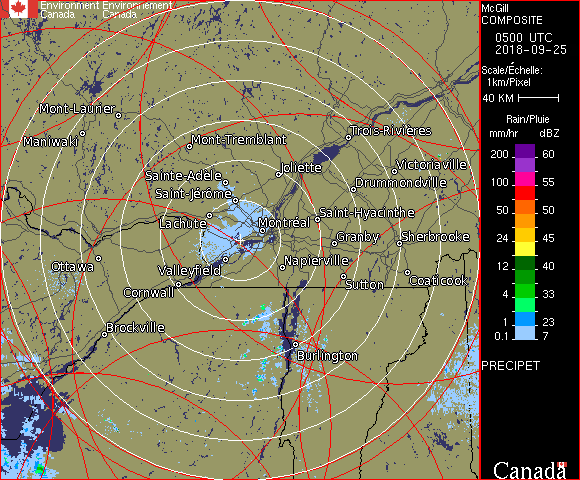 Environment Environnement
Canada Canada
McGill
COMPOSITE
0500 UTC
2018-09-25
Scale/Échelle:
1km/Pixel
40 KM
Rain/Pluie
mm/hr dBZ
200 60
100 55
50 50
24 45
12 40
4 33
1 23
0.1 7
PRECIPET
Canada
Mont-Laurier
Maniwaki
Mont-Tremblant
Trois-Rivières
Sainte-Adèle
Joliette
Victoriaville
Saint-Jérôme
Drummondville
Lachute
Montréal
Saint-Hyacinthe
Granby
Sherbrooke
Ottawa
Valleyfield
Napierville
Cornwall
Sutton
Coaticook
Brockville
Burlington